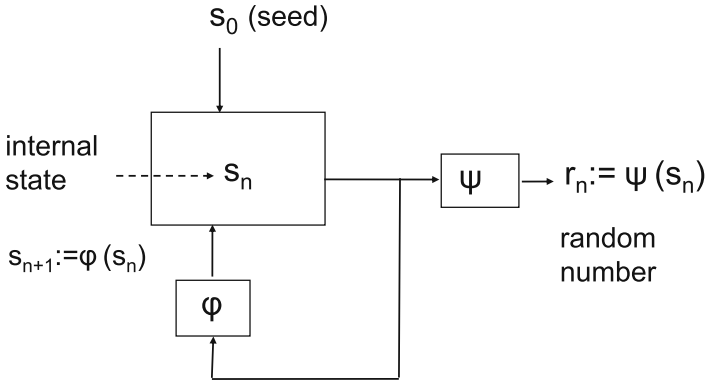 s₀ (seed)
internal
state
sₙ
ψ
rₙ:= ψ (sₙ)
random
number
sₙ₊₁:=φ (sₙ)
φ